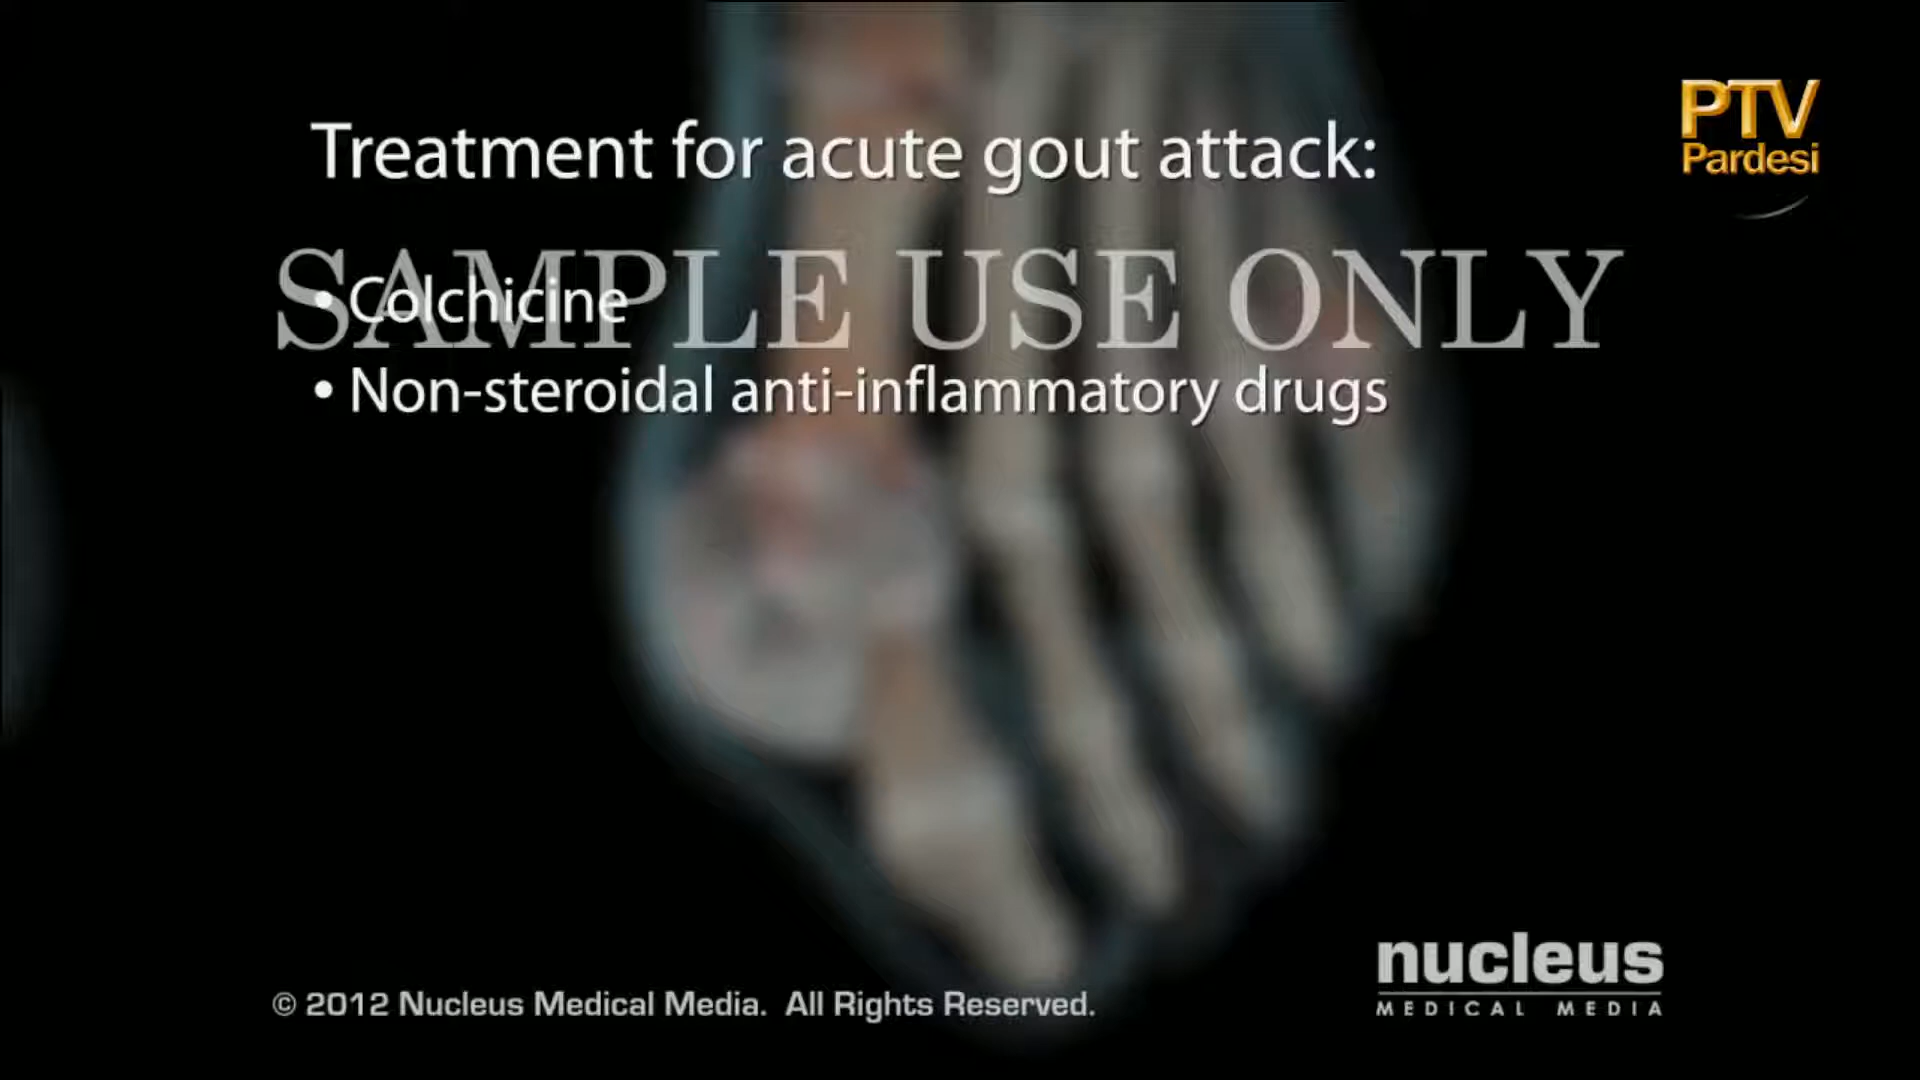 PTV
Pardesi
Treatment for acute gout attack:
SAMPLE USE ONLY
• Colchicine
• Non-steroidal anti-inflammatory drugs
nucleus
MEDICAL MEDIA
© 2012 Nucleus Medical Media. All Rights Reserved.